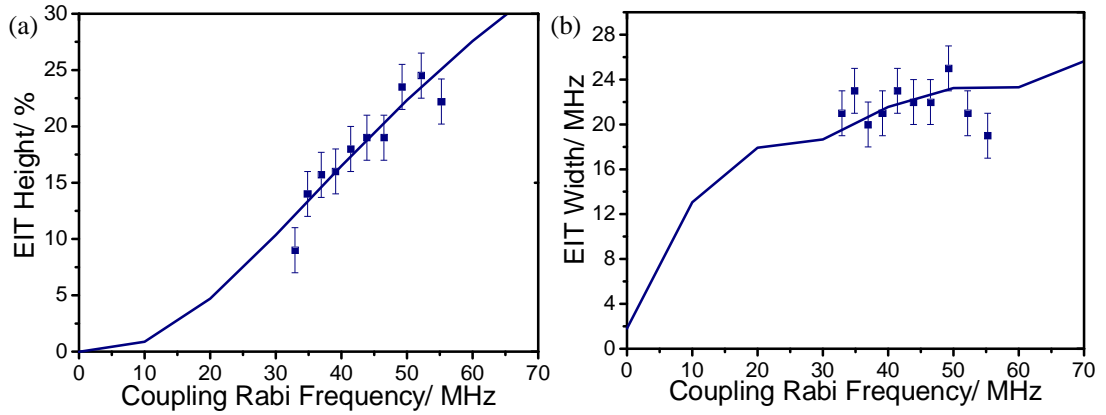 (a)
30
25
20
15
10
5
0
EIT Height/ %
0 10 20 30 40 50 60 70
Coupling Rabi Frequency/ MHz
(b)
28
24
20
16
12
8
4
0
EIT Width/ MHz
0 10 20 30 40 50 60 70
Coupling Rabi Frequency/ MHz